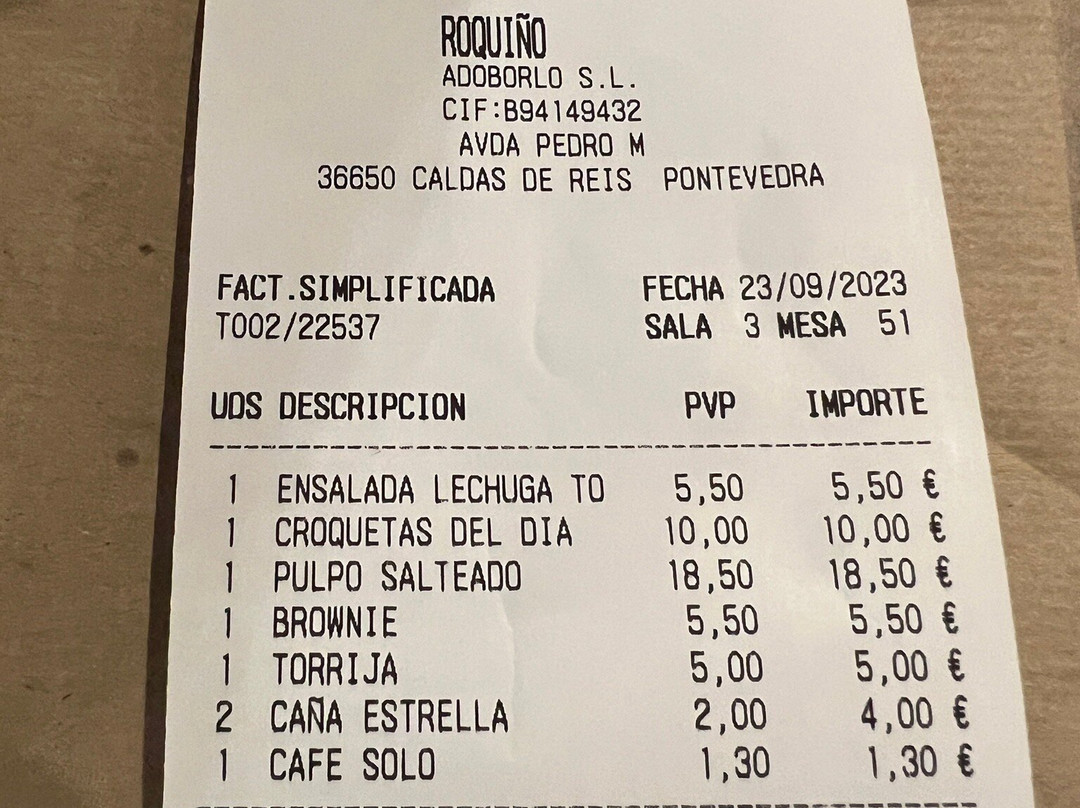 ROQUIÑO
ADOBORLO S.L.
CIF:B94149432
AVDA PEDRO M
36650 CALDAS DE REIS PONTEVEDRA
FACT.SIMPLIFICADA FECHA 23/09/2023
T002/22537 SALA 3 MESA 51
UDS DESCRIPCION PVP IMPORTE
1 ENSALADA LECHUGA TO 5,50 5,50 €
1 CROQUETAS DEL DIA 10,00 10,00 €
1 PULPO SALTEADO 18,50 18,50 €
1 BROWNIE 5,50 5,50 €
1 TORRIJA 5,00 5,00 €
2 CAÑA ESTRELLA 2,00 4,00 €
1 CAFE SOLO 1,30 1,30 €